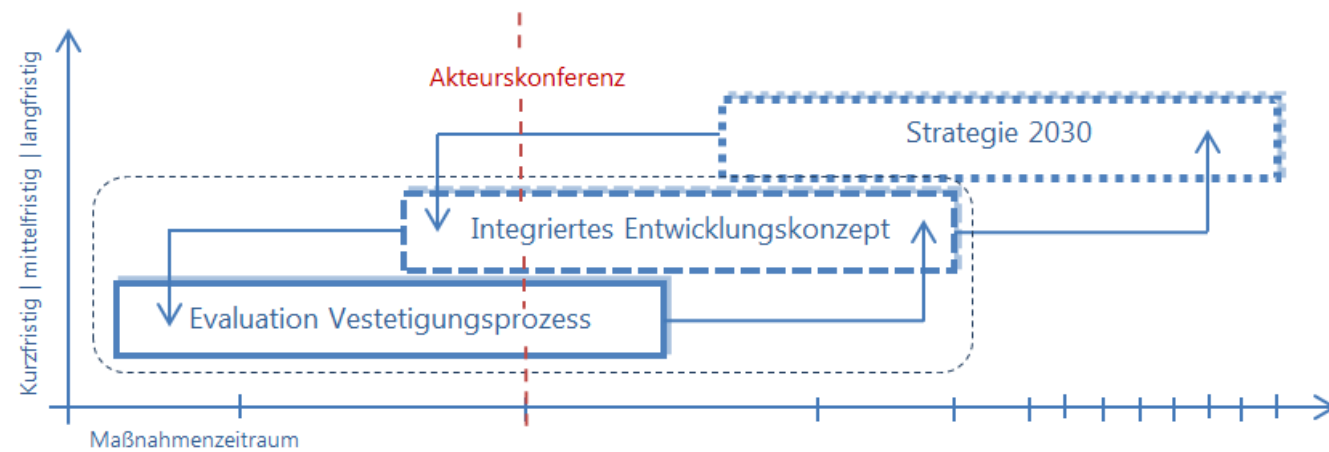 Akteurskonferenz
Strategie 2030
Integriertes Entwicklungskonzept
Evaluation Vestetigungsprozess
Kurzfristig | mittelfristig | langfristig
Maßnahmenzeitraum